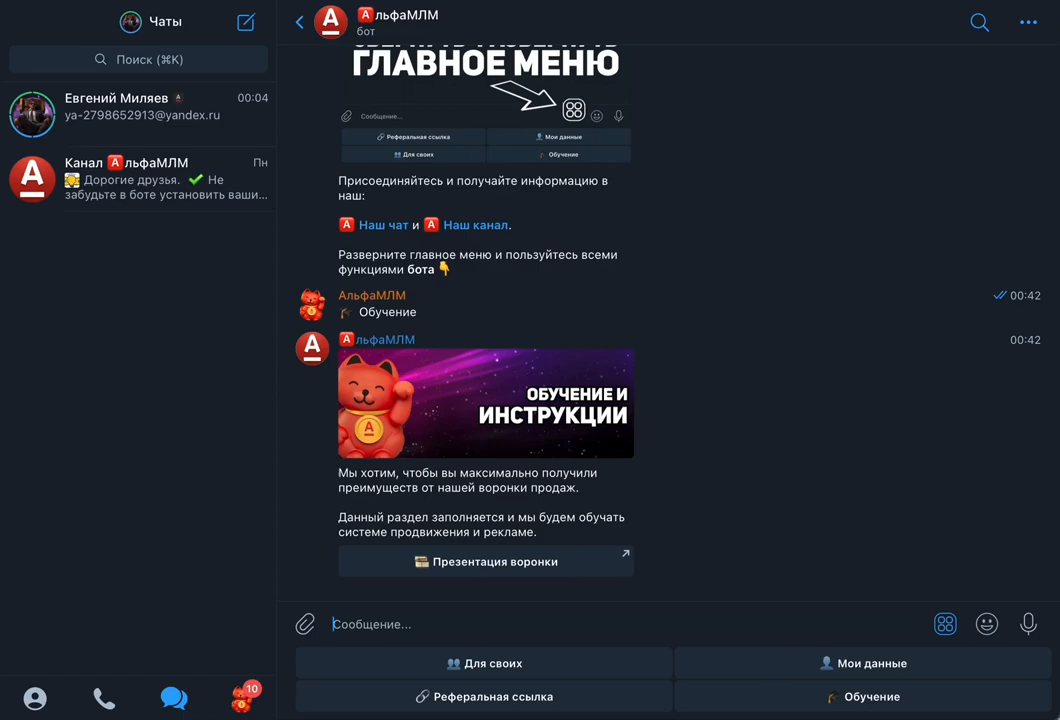 Чаты
Поиск (⌘K)
Евгений Миляев
00:04
ya-2798652913@yandex.ru
Канал АльфаМЛМ
Пн
Дорогие друзья. Не
забудьте в боте установить ваши...
10
АльфаМЛМ
бот
ГЛАВНОЕ МЕНЮ
Сообщение...
Реферальная ссылка
Мои данные
Для своих
Обучение
Присоединяйтесь и получайте информацию в
наш:
А Наш чат и А Наш канал.
Разверните главное меню и пользуйтесь всеми
функциями бота
АльфаМЛМ
00:42
Обучение
АльфаМЛМ
00:42
ОБУЧЕНИЕ И
ИНСТРУКЦИИ
Мы хотим, чтобы вы максимально получили
преимуществ от нашей воронки продаж.
Данный раздел заполняется и мы будем обучать
системе продвижения и рекламе.
Презентация воронки
Сообщение...
Для своих
Мои данные
Реферальная ссылка
Обучение